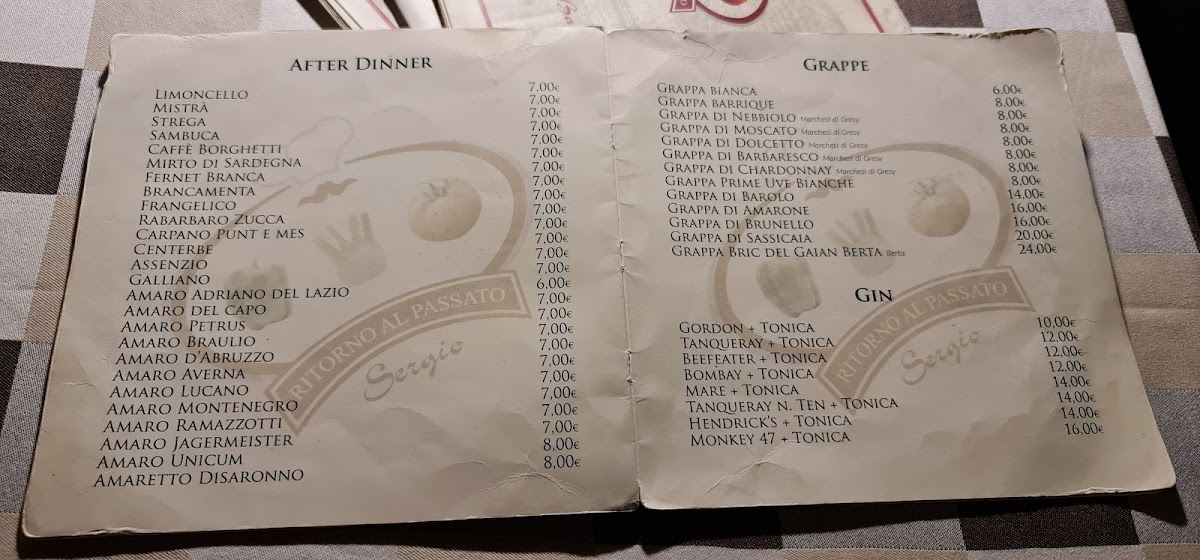 AFTER DINNER
LIMONCELLO 7,00€
MISTRÀ 7,00€
STREGA 7,00€
SAMBUCA 7,00€
CAFFÈ BORGHETTI 7,00€
MIRTO DI SARDEGNA 7,00€
FERNET BRANCA 7,00€
BRANCAMENTA 7,00€
FRANGELICO 7,00€
RABARBARO ZUCCA 7,00€
CARPANO PUNT E MES 7,00€
CENTERBE 7,00€
ASSENZIO 7,00€
GALLIANO 7,00€
AMARO ADRIANO DEL LAZIO 6,00€
AMARO DEL CAPO 7,00€
AMARO PETRUS 7,00€
AMARO BRAULIO 7,00€
AMARO D'ABRUZZO 7,00€
AMARO AVERNA 7,00€
AMARO LUCANO 7,00€
AMARO MONTENEGRO 7,00€
AMARO RAMAZZOTTI 7,00€
AMARO JAGERMEISTER 7,00€
AMARO UNICUM 8,00€
AMARETTO DISARONNO 8,00€
RITORNO AL PASSATO
Sergio
GRAPPE
GRAPPA BIANCA 6,00€
GRAPPA BARRIQUE 8,00€
GRAPPA DI NEBBIOLO Marchesi di Gresy 8,00€
GRAPPA DI MOSCATO Marchesi di Gresy 8,00€
GRAPPA DI DOLCETTO Marchesi di Gresy 8,00€
GRAPPA DI BARBARESCO Marchesi di Gresy 8,00€
GRAPPA DI CHARDONNAY Marchesi di Gresy 8,00€
GRAPPA PRIME UVE BIANCHE 8,00€
GRAPPA DI BAROLO 14,00€
GRAPPA DI AMARONE 16,00€
GRAPPA DI BRUNELLO 16,00€
GRAPPA DI SASSICAIA 20,00€
GRAPPA BRIC DEL GAIAN BERTA Berta 24,00€
GIN
GORDON + TONICA 10,00€
TANQUERAY + TONICA 12,00€
BEEFEATER + TONICA 12,00€
BOMBAY + TONICA 12,00€
MARE + TONICA 14,00€
TANQUERAY N. TEN + TONICA 14,00€
HENDRICK'S + TONICA 14,00€
MONKEY 47 + TONICA 16,00€
RITORNO AL PASSATO
Sergio